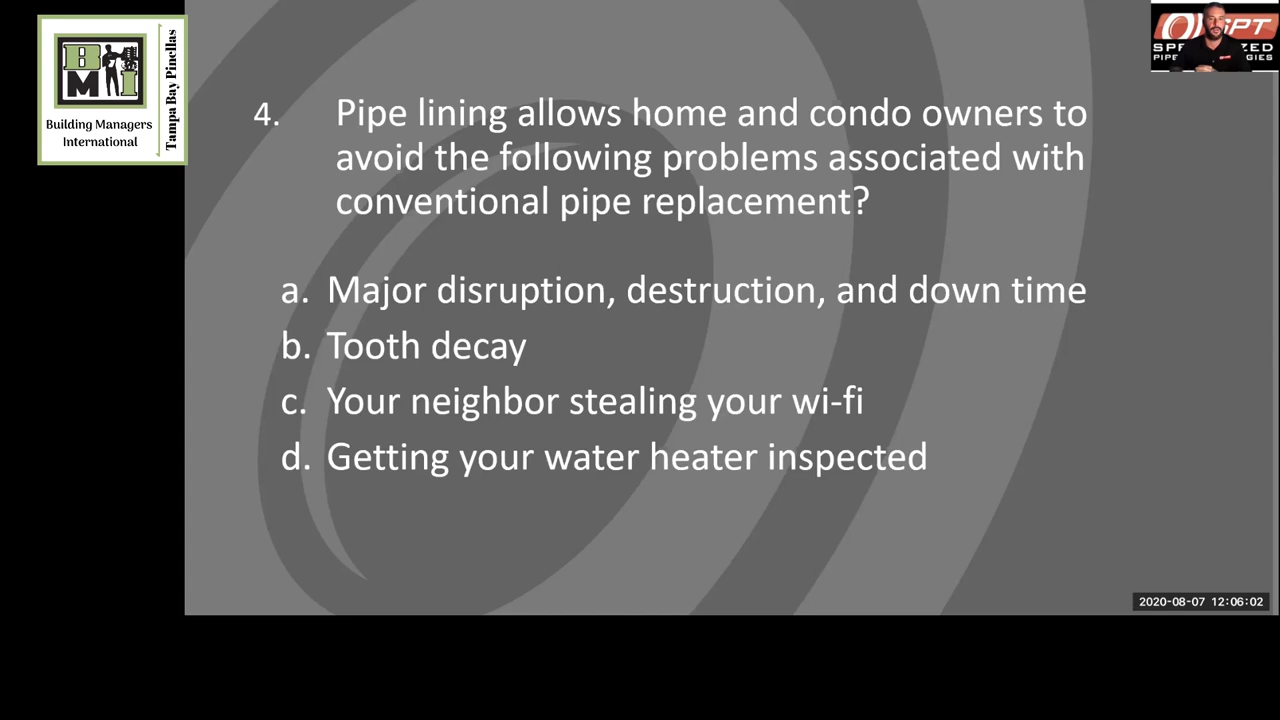 B
M I
Building Managers
International
Tampa Bay Pinellas
SPT
4. Pipe lining allows home and condo owners to
avoid the following problems associated with
conventional pipe replacement?
a. Major disruption, destruction, and down time
b. Tooth decay
c. Your neighbor stealing your wi-fi
d. Getting your water heater inspected
2020-08-07 12:06:02